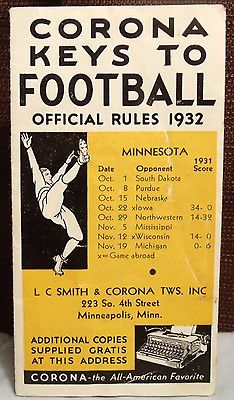 CORONA
KEYS TO
FOOTBALL
OFFICIAL RULES 1932
MINNESOTA
1931
Date Opponent Score
Oct. 1 South Dakota
Oct. 8 Purdue
Oct. 15 Nebraska
Oct. 22 xIowa 34- 0
Oct. 29 Northwestern 14-32
Nov. 5 Mississippi
Nov. 12 xWisconsin 14- 0
Nov. 19 Michigan 0- 6
x=Game abroad
L C SMITH & CORONA TWS. INC
223 So. 4th Street
Minneapolis, Minn.
ADDITIONAL COPIES
SUPPLIED GRATIS
AT THIS ADDRESS
CORONA-the All-American Favorite